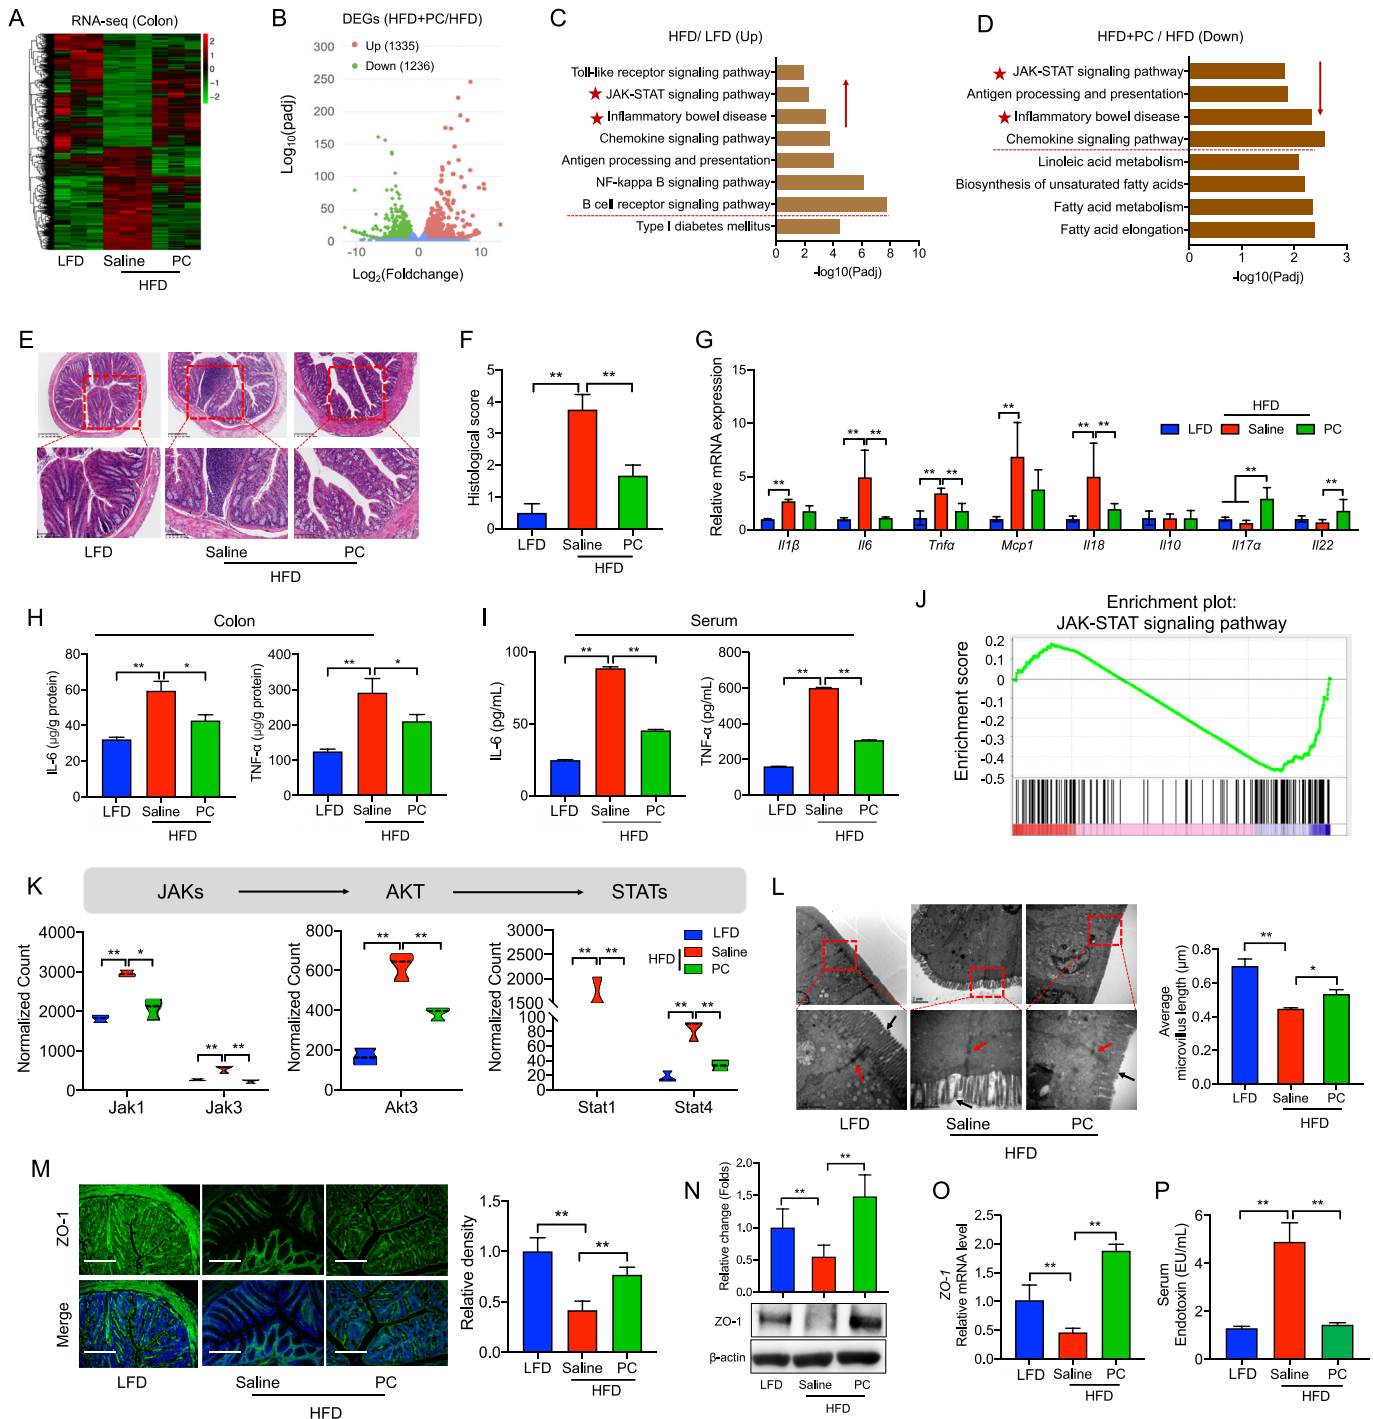 A
RNA-seq (Colon)
2
1
0
−1
−2
LFD
Saline
PC
HFD
B
DEGs (HFD+PC/HFD)
Up (1335)
Down (1236)
300
250
200
150
100
50
0
-10
0
10
Log10(padj)
Log2(Foldchange)
C
HFD/ LFD (Up)
Toll-like receptor signaling pathway
★ JAK-STAT signaling pathway
★ Inflammatory bowel disease
Chemokine signaling pathway
Antigen processing and presentation
NF-kappa B signaling pathway
B cell receptor signaling pathway
Type I diabetes mellitus
0 2 4 6 8 10
-log10(Padj)
D
HFD+PC / HFD (Down)
★ JAK-STAT signaling pathway
Antigen processing and presentation
★ Inflammatory bowel disease
Chemokine signaling pathway
Linoleic acid metabolism
Biosynthesis of unsaturated fatty acids
Fatty acid metabolism
Fatty acid elongation
0 1 2 3
-log10(Padj)
E
LFD
Saline
PC
HFD
F
Histological score
5
4
3
2
1
0
** **
LFD
Saline
PC
HFD
G
Relative mRNA expression
15
10
5
0
HFD
LFD Saline PC
** ** ** ** ** ** ** ** ** **
Il1β Il6 Tnfα Mcp1 Il18 Il10 Il17α Il22
H
Colon
IL-6 (μg/g protein)
80
60
40
20
0
** *
LFD Saline PC
HFD
TNF-α (μg/g protein)
400
300
200
100
0
** *
LFD Saline PC
HFD
I
Serum
IL-6 (pg/mL)
100
50
0
** **
LFD Saline PC
HFD
TNF-α (pg/mL)
800
600
400
200
0
** **
LFD Saline PC
HFD
J
Enrichment plot:
JAK-STAT signaling pathway
Enrichment score
0.2
0.1
0
-0.1
-0.2
-0.3
-0.4
-0.5
K
JAKs
AKT
STATs
Normalized Count
4000
3000
2000
1000
0
** *
** **
Jak1 Jak3
Normalized Count
800
600
400
200
0
** **
Akt3
Normalized Count
3000
2500
2000
1500
100
80
60
40
20
0
** **
** **
Stat1 Stat4
LFD
HFD
Saline
PC
L
LFD
Saline
PC
HFD
Average
microvillus length (μm)
1.0
0.8
0.6
0.4
0.2
0.0
**
*
LFD Saline PC
HFD
M
ZO-1
Merge
LFD
Saline
PC
HFD
Relative density
1.5
1.0
0.5
0.0
**
**
LFD Saline PC
HFD
N
Relative change (Folds)
2.0
1.5
1.0
0.5
0.0
**
**
ZO-1
β-actin
LFD Saline PC
HFD
O
ZO-1
Relative mRNA level
2.5
2.0
1.5
1.0
0.5
0.0
**
**
LFD Saline PC
HFD
P
Serum
Endotoxin (EU/mL)
6
4
2
0
** **
LFD Saline PC
HFD